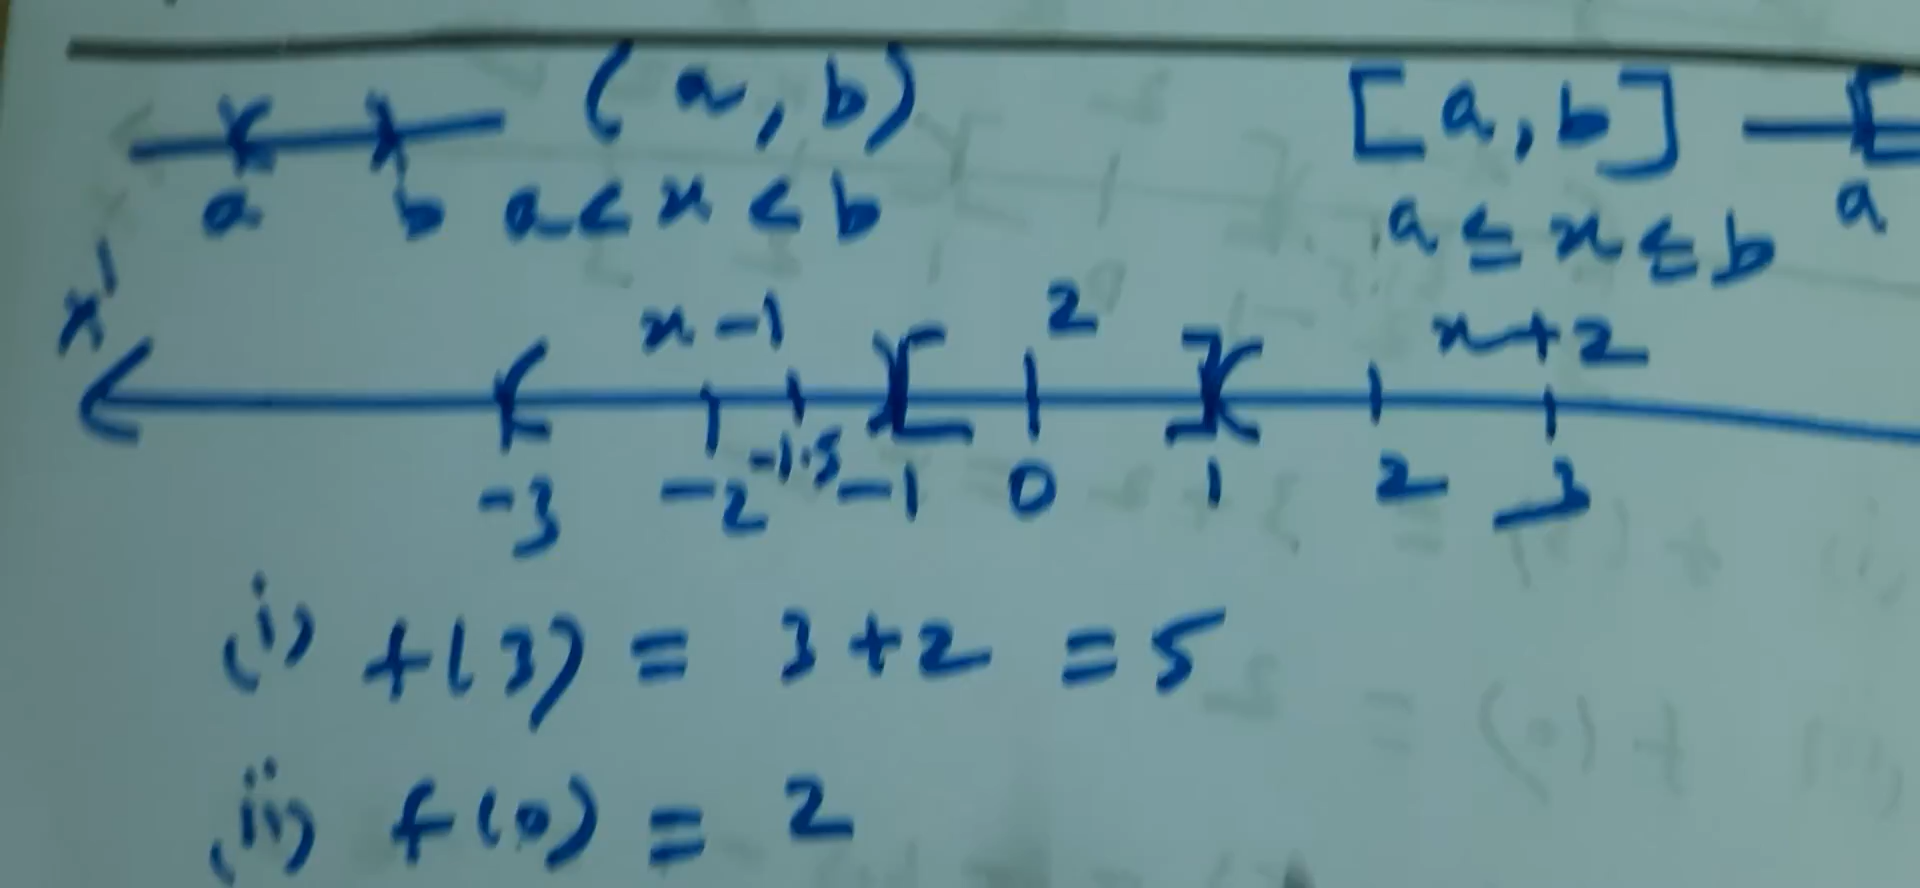 (a, b) [a, b]
a b a < x < b a ≤ x ≤ b a
x' x-1 2 x+2
-3 -2 -1.5 -1 0 1 2 3
(i) f(3) = 3+2 = 5
(ii) f(0) = 2